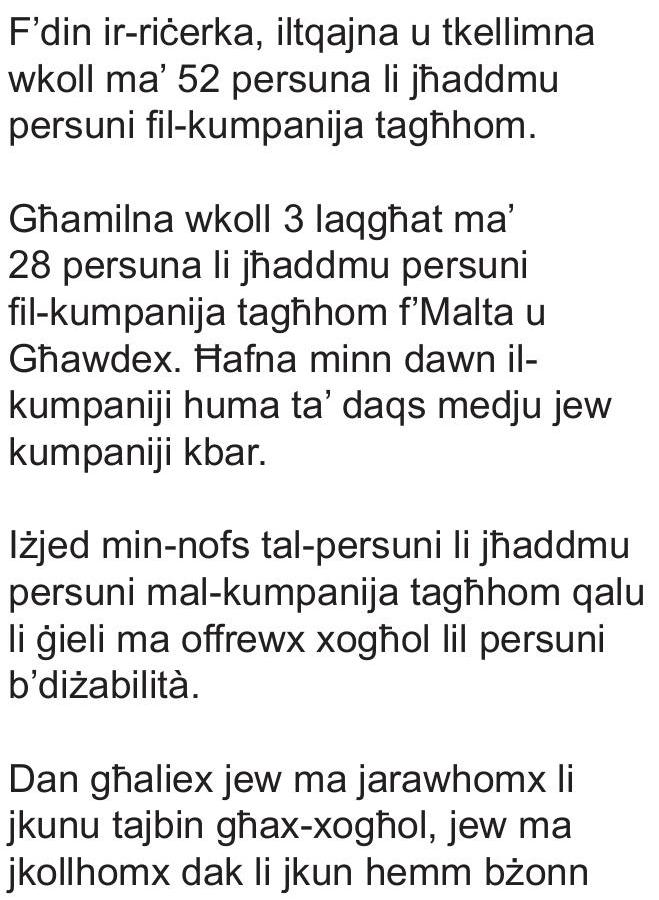 F’din ir-riċerka, iltqajna u tkellimna
wkoll ma’ 52 persuna li jħaddmu
persuni fil-kumpanija tagħhom.
Għamilna wkoll 3 laqgħat ma’
28 persuna li jħaddmu persuni
fil-kumpanija tagħhom f’Malta u
Għawdex. Ħafna minn dawn il-
kumpaniji huma ta’ daqs medju jew
kumpaniji kbar.
Iżjed min-nofs tal-persuni li jħaddmu
persuni mal-kumpanija tagħhom qalu
li ġieli ma offrewx xogħol lil persuni
b’diżabilità.
Dan għaliex jew ma jarawhomx li
jkunu tajbin għax-xogħol, jew ma
jkollhomx dak li jkun hemm bżonn